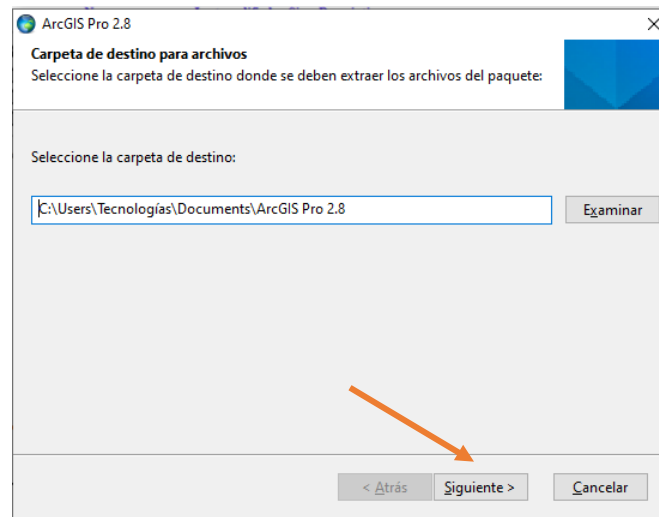 ArcGIS Pro 2.8
Carpeta de destino para archivos
Seleccione la carpeta de destino donde se deben extraer los archivos del paquete:
Seleccione la carpeta de destino:
C:\Users\Tecnologías\Documents\ArcGIS Pro 2.8
Examinar
< Atrás
Siguiente >
Cancelar